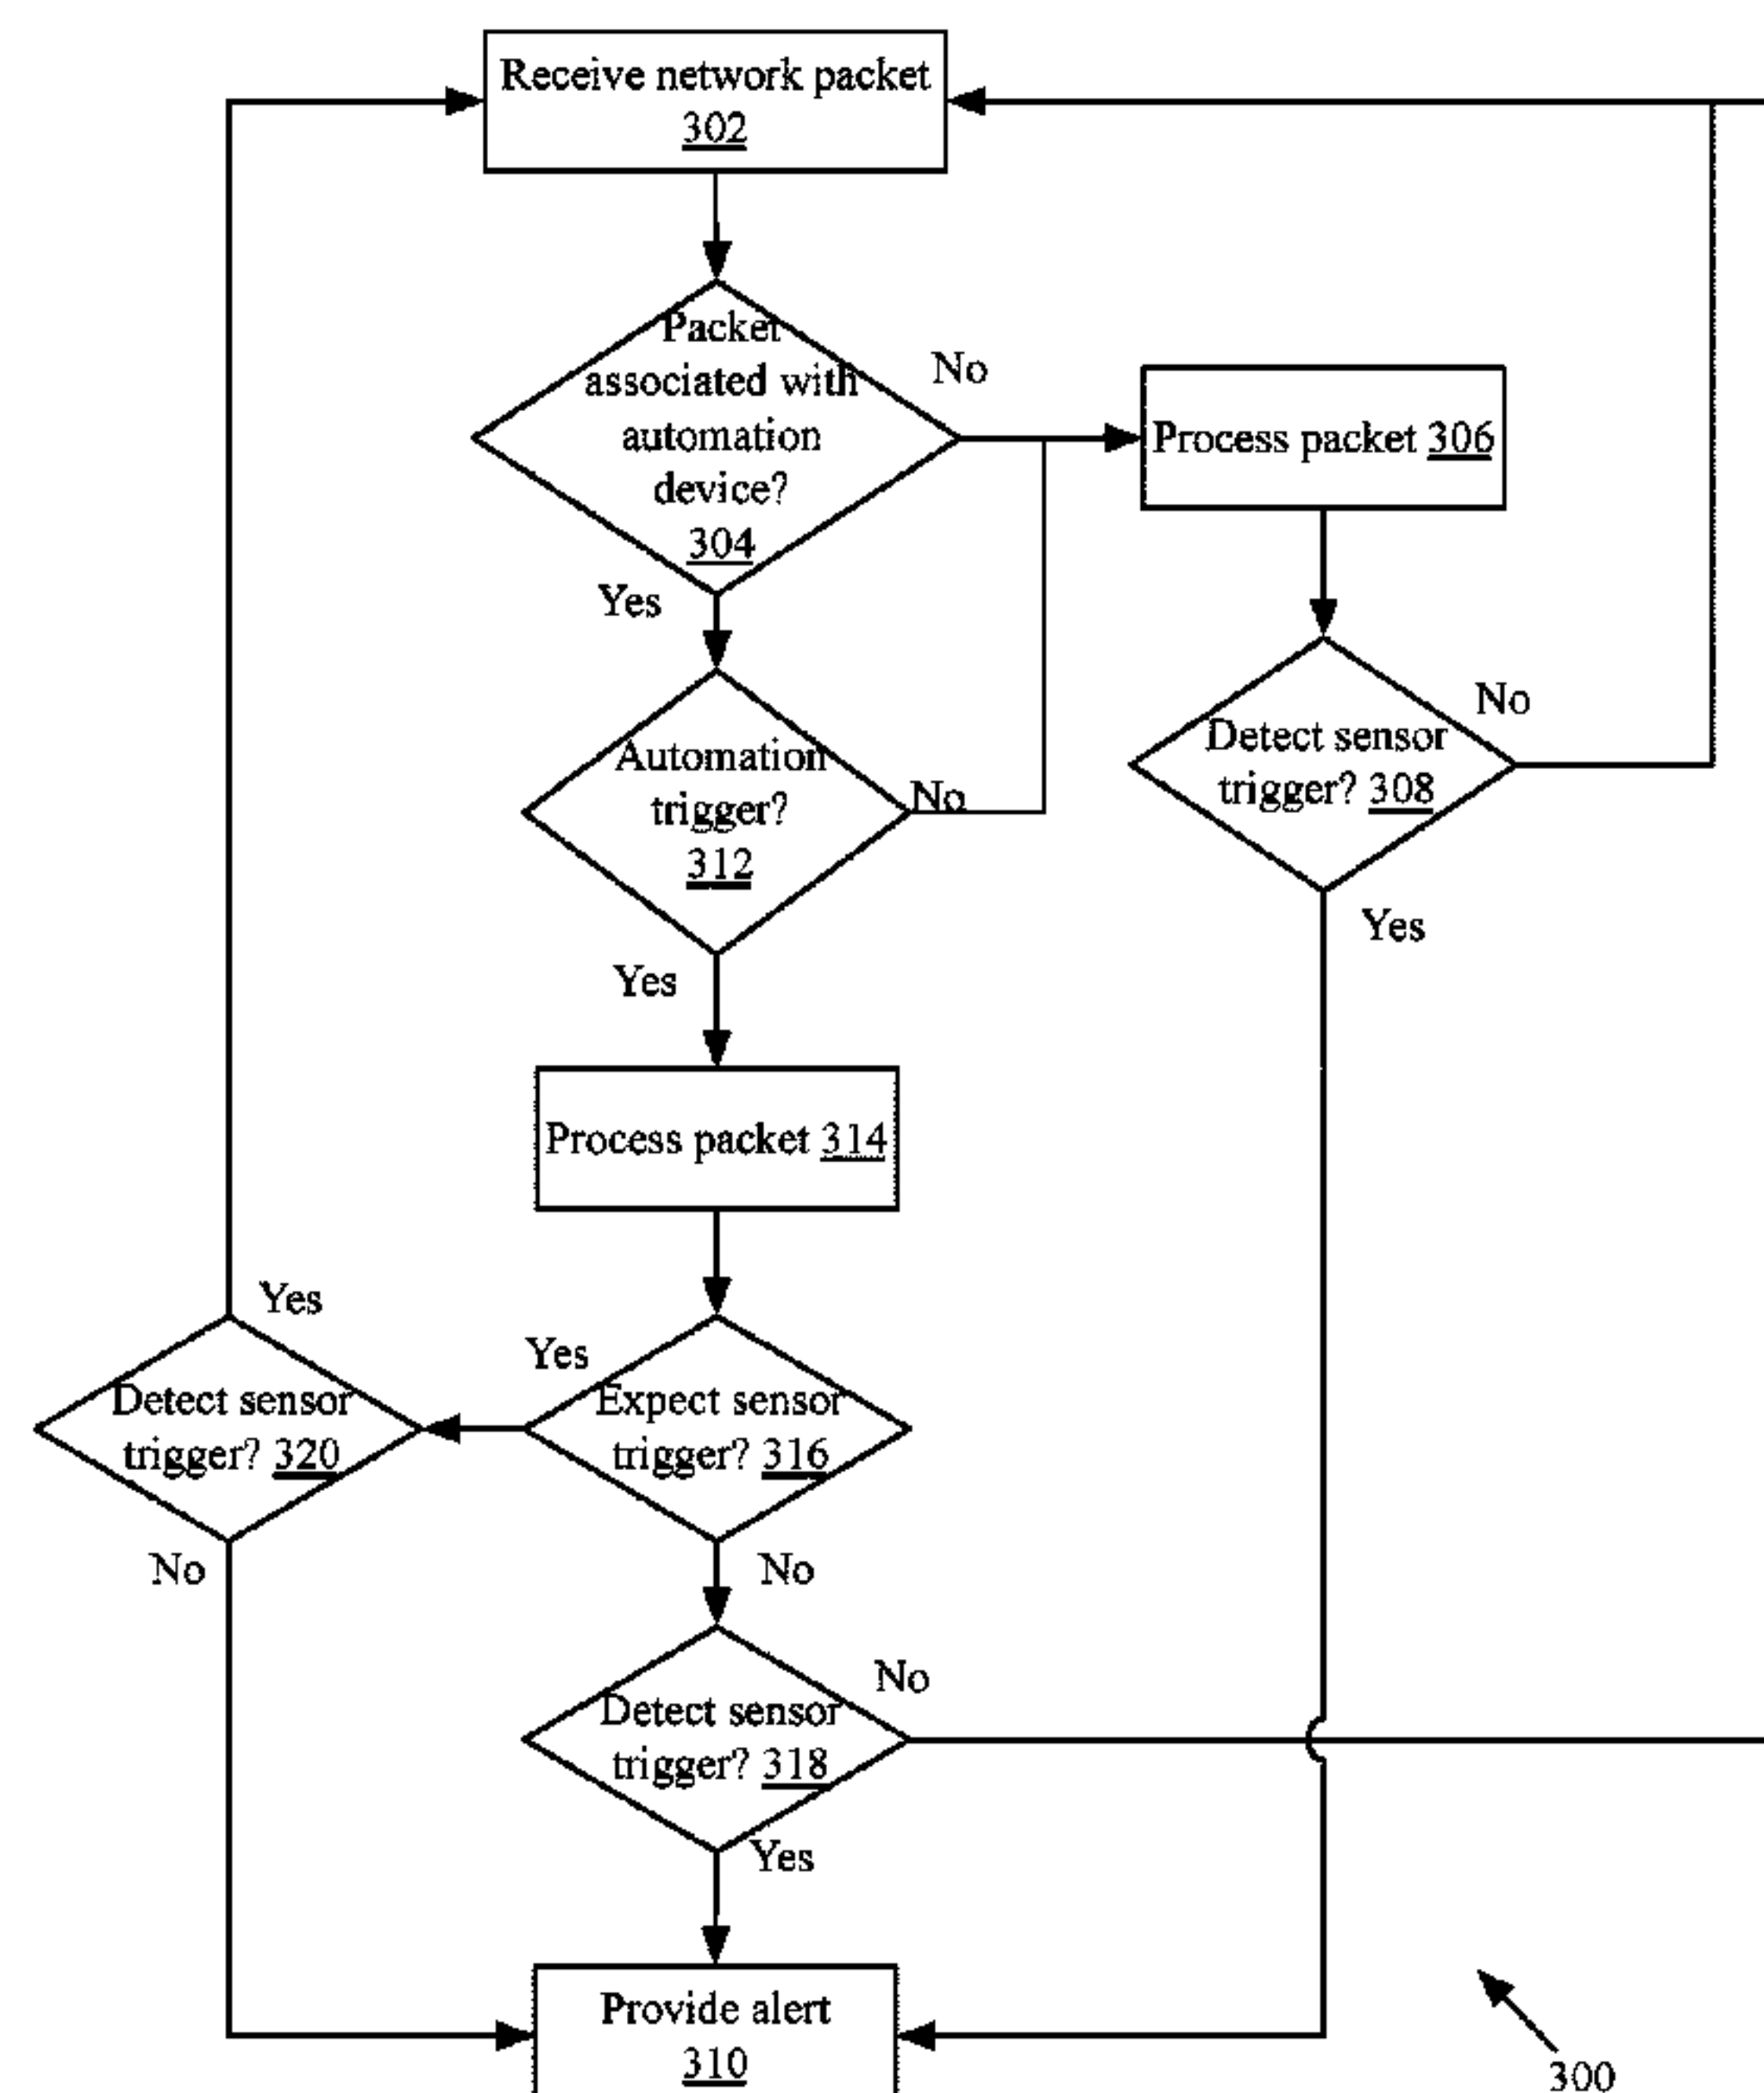 Receive network packet
302
Packet
associated with
automation
device?
304
No
Yes
Process packet 306
Detect sensor
trigger? 308
No
Yes
Automation
trigger?
312
No
Yes
Process packet 314
Expect sensor
trigger? 316
Yes
No
Detect sensor
trigger? 320
Yes
No
Detect sensor
trigger? 318
No
Yes
Provide alert
310
300